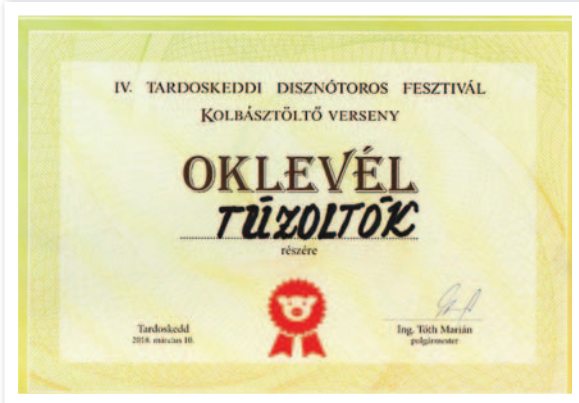 IV. TARDOSKEDDI DISZNÓTOROS FESZTIVÁL
KOLBÁSZTÖLTŐ VERSENY
OKLEVÉL
TŰZOLTÓK
részére
Tardoskedd
2018. március 10.
Ing. Tóth Marián
polgármester